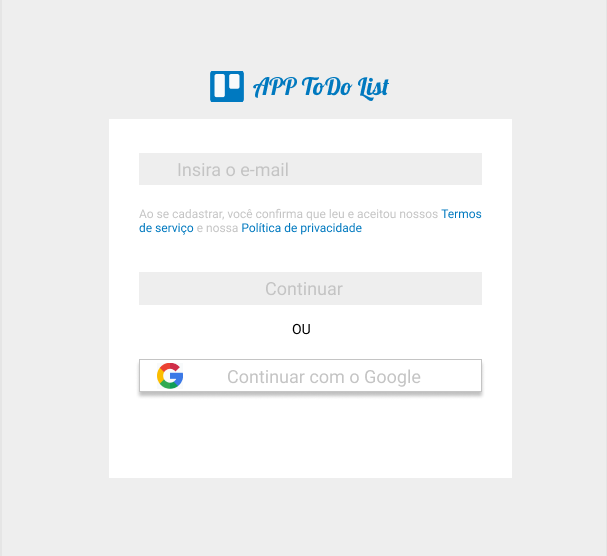 APP ToDo List
Insira o e-mail
Ao se cadastrar, você confirma que leu e aceitou nossos Termos
de serviço e nossa Política de privacidade
Continuar
OU
Continuar com o Google